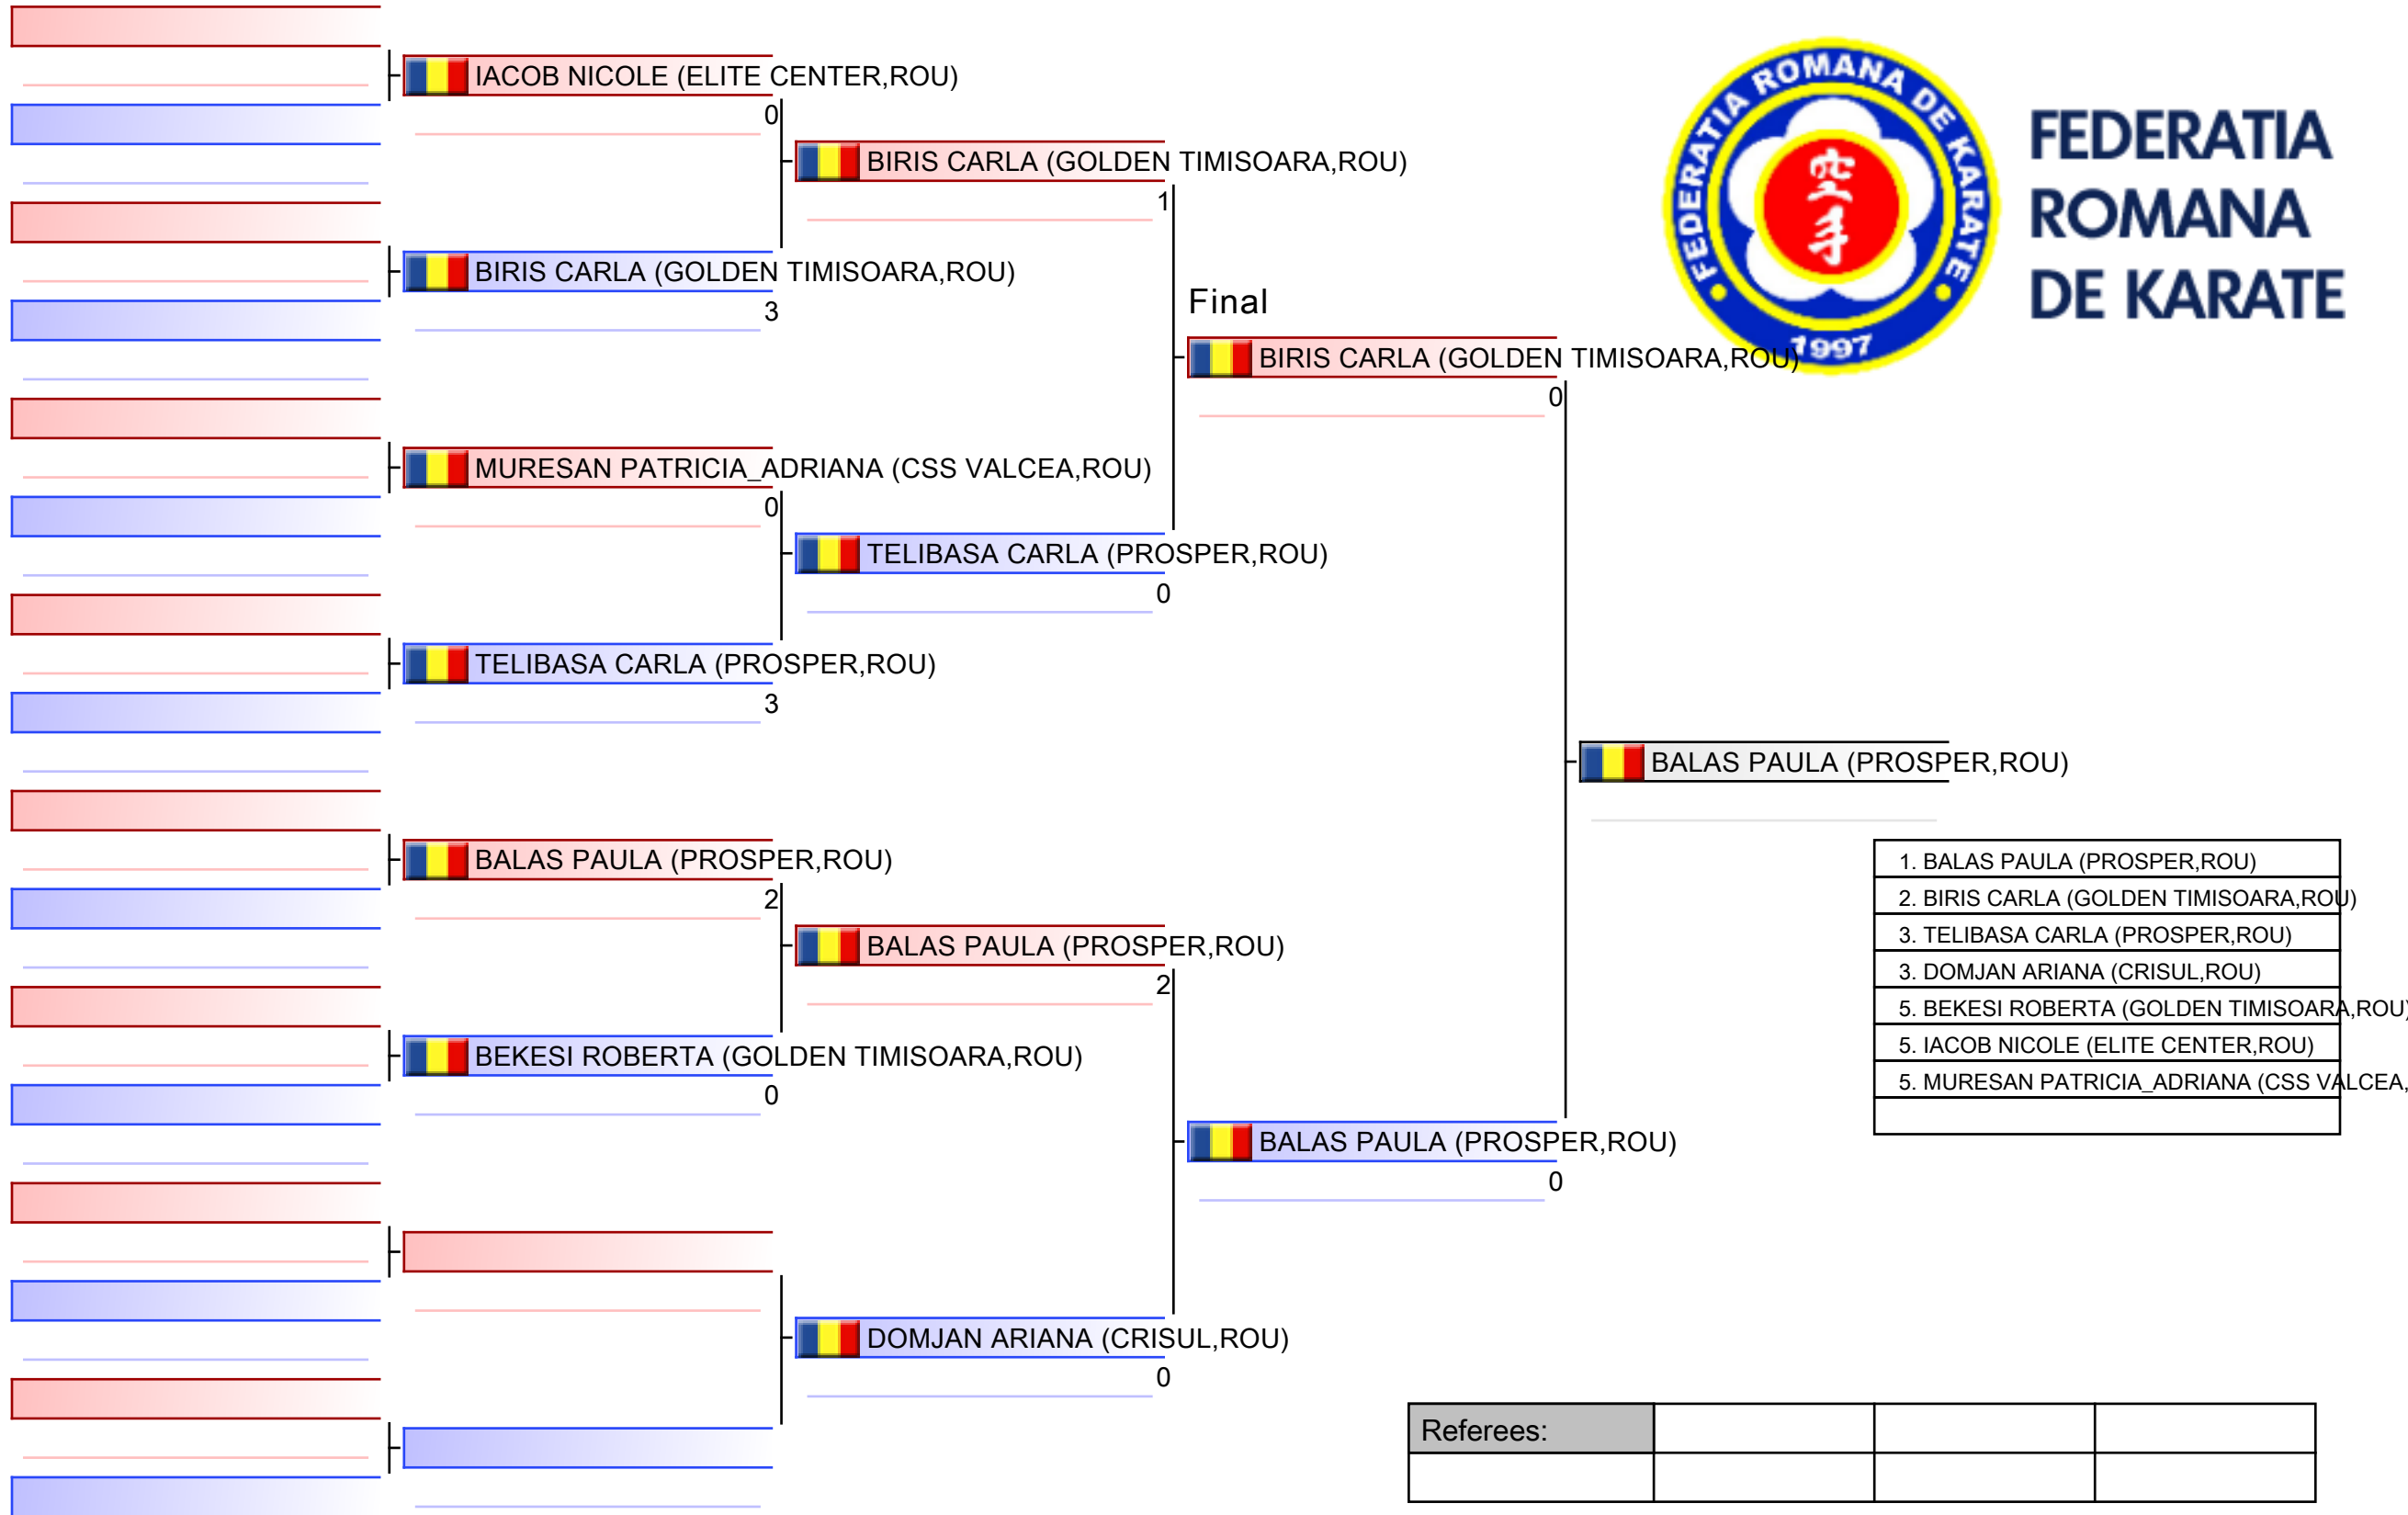 IACOB NICOLE (ELITE CENTER,ROU)
0
BIRIS CARLA (GOLDEN TIMISOARA,ROU)
3
MURESAN PATRICIA_ADRIANA (CSS VALCEA,ROU)
0
TELIBASA CARLA (PROSPER,ROU)
3
BALAS PAULA (PROSPER,ROU)
2
BEKESI ROBERTA (GOLDEN TIMISOARA,ROU)
0
BIRIS CARLA (GOLDEN TIMISOARA,ROU)
1
TELIBASA CARLA (PROSPER,ROU)
0
BALAS PAULA (PROSPER,ROU)
2
DOMJAN ARIANA (CRISUL,ROU)
0
Final
BIRIS CARLA (GOLDEN TIMISOARA,ROU)
0
BALAS PAULA (PROSPER,ROU)
0
BALAS PAULA (PROSPER,ROU)
FEDERATIA ROMANA DE KARATE
空手
1997
FEDERATIA
ROMANA
DE KARATE
1. BALAS PAULA (PROSPER,ROU)
2. BIRIS CARLA (GOLDEN TIMISOARA,ROU)
3. TELIBASA CARLA (PROSPER,ROU)
3. DOMJAN ARIANA (CRISUL,ROU)
5. BEKESI ROBERTA (GOLDEN TIMISOARA,ROU)
5. IACOB NICOLE (ELITE CENTER,ROU)
5. MURESAN PATRICIA_ADRIANA (CSS VALCEA,
Referees: